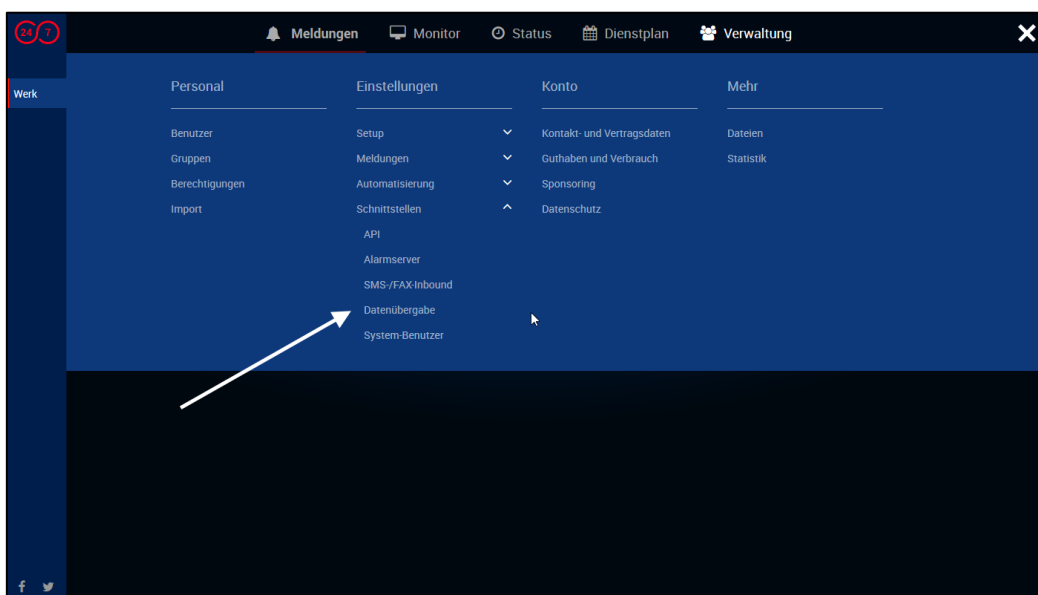 24 7
Meldungen Monitor Status Dienstplan Verwaltung
Werk
Personal
Benutzer
Gruppen
Berechtigungen
Import
Einstellungen
Setup
Meldungen
Automatisierung
Schnittstellen
API
Alarmserver
SMS-/FAX-Inbound
Datenübergabe
System-Benutzer
Konto
Kontakt- und Vertragsdaten
Guthaben und Verbrauch
Sponsoring
Datenschutz
Mehr
Dateien
Statistik